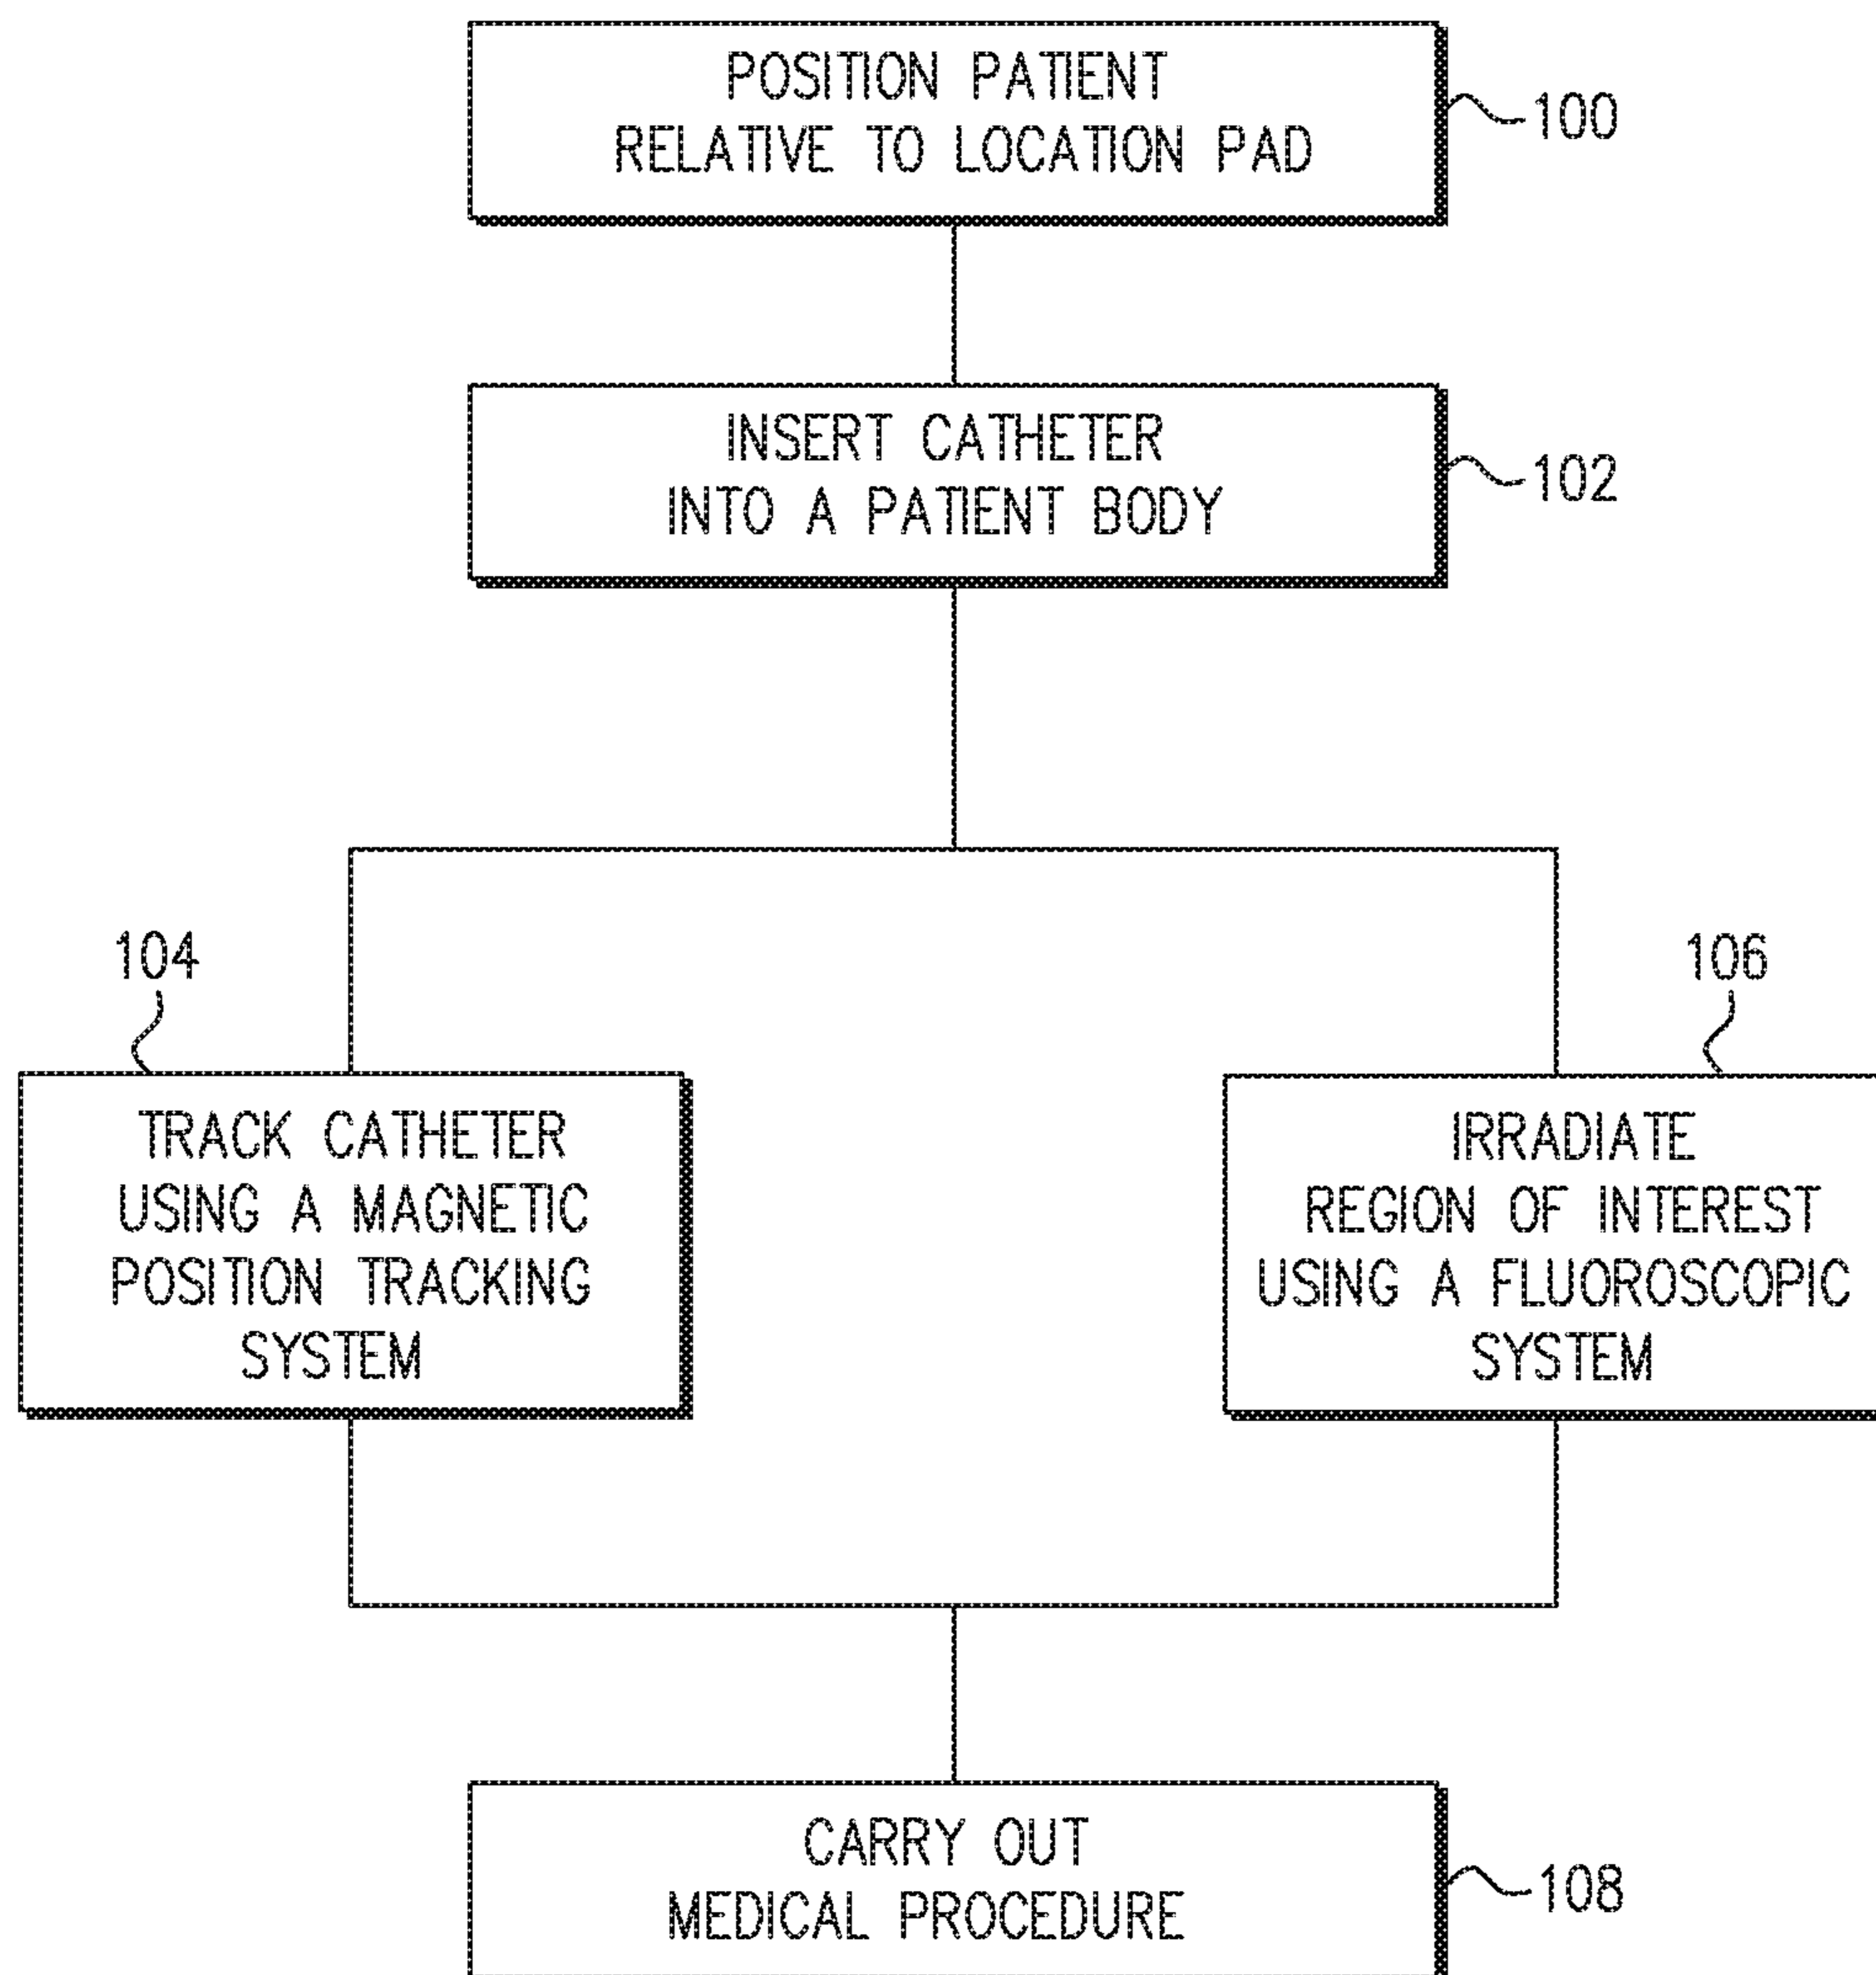 POSITION PATIENT
RELATIVE TO LOCATION PAD
100
INSERT CATHETER
INTO A PATIENT BODY
102
104
106
TRACK CATHETER
USING A MAGNETIC
POSITION TRACKING
SYSTEM
IRRADIATE
REGION OF INTEREST
USING A FLUOROSCOPIC
SYSTEM
CARRY OUT
MEDICAL PROCEDURE
108